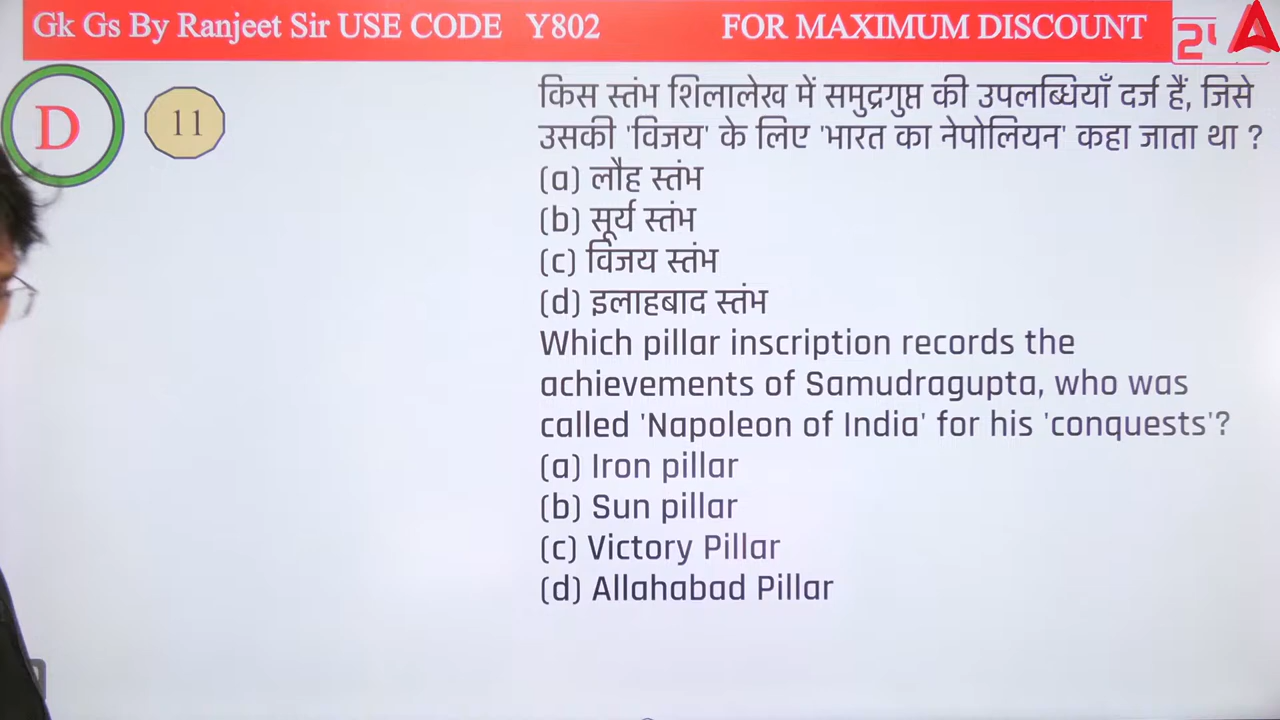 Gk Gs By Ranjeet Sir USE CODE Y802 FOR MAXIMUM DISCOUNT
D
11
किस स्तंभ शिलालेख में समुद्रगुप्त की उपलब्धियाँ दर्ज हैं, जिसे
उसकी 'विजय' के लिए 'भारत का नेपोलियन' कहा जाता था ?
(a) लौह स्तंभ
(b) सूर्य स्तंभ
(c) विजय स्तंभ
(d) इलाहबाद स्तंभ
Which pillar inscription records the
achievements of Samudragupta, who was
called 'Napoleon of India' for his 'conquests'?
(a) Iron pillar
(b) Sun pillar
(c) Victory Pillar
(d) Allahabad Pillar